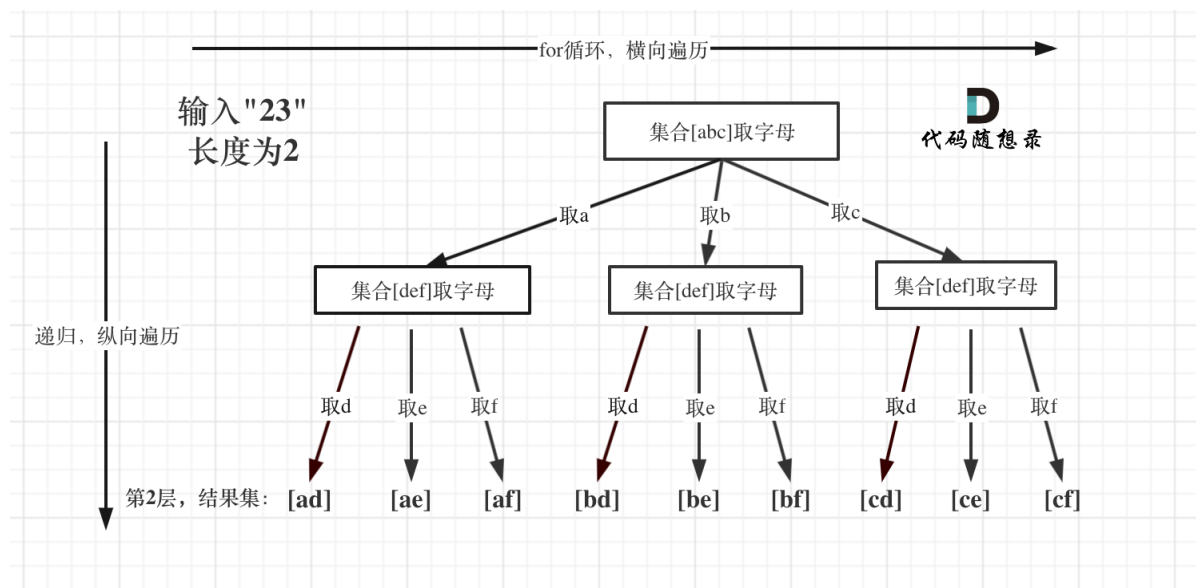 for循环，横向遍历
输入"23"
长度为2
集合[abc]取字母
代码随想录
取a
取b
取c
集合[def]取字母
集合[def]取字母
集合[def]取字母
递归，纵向遍历
取d
取e
取f
取d
取e
取f
取d
取e
取f
第2层，结果集： [ad] [ae] [af] [bd] [be] [bf] [cd] [ce] [cf]